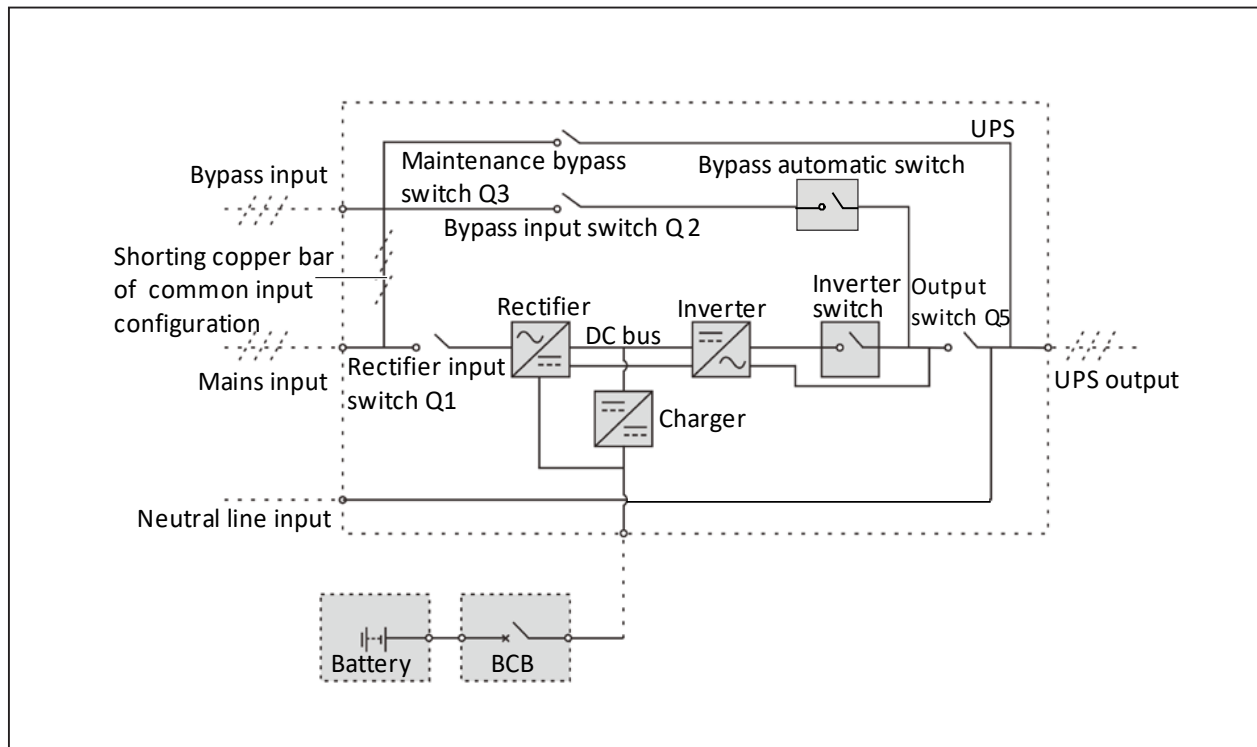 UPS
Maintenance bypass
switch Q3
Bypass automatic switch
Bypass input
Bypass input switch Q 2
Shorting copper bar
of common input
configuration
Rectifier
DC bus
Inverter
Inverter
switch
Output
switch Q5
Mains input
Rectifier input
switch Q1
UPS output
Charger
Neutral line input
Battery
BCB